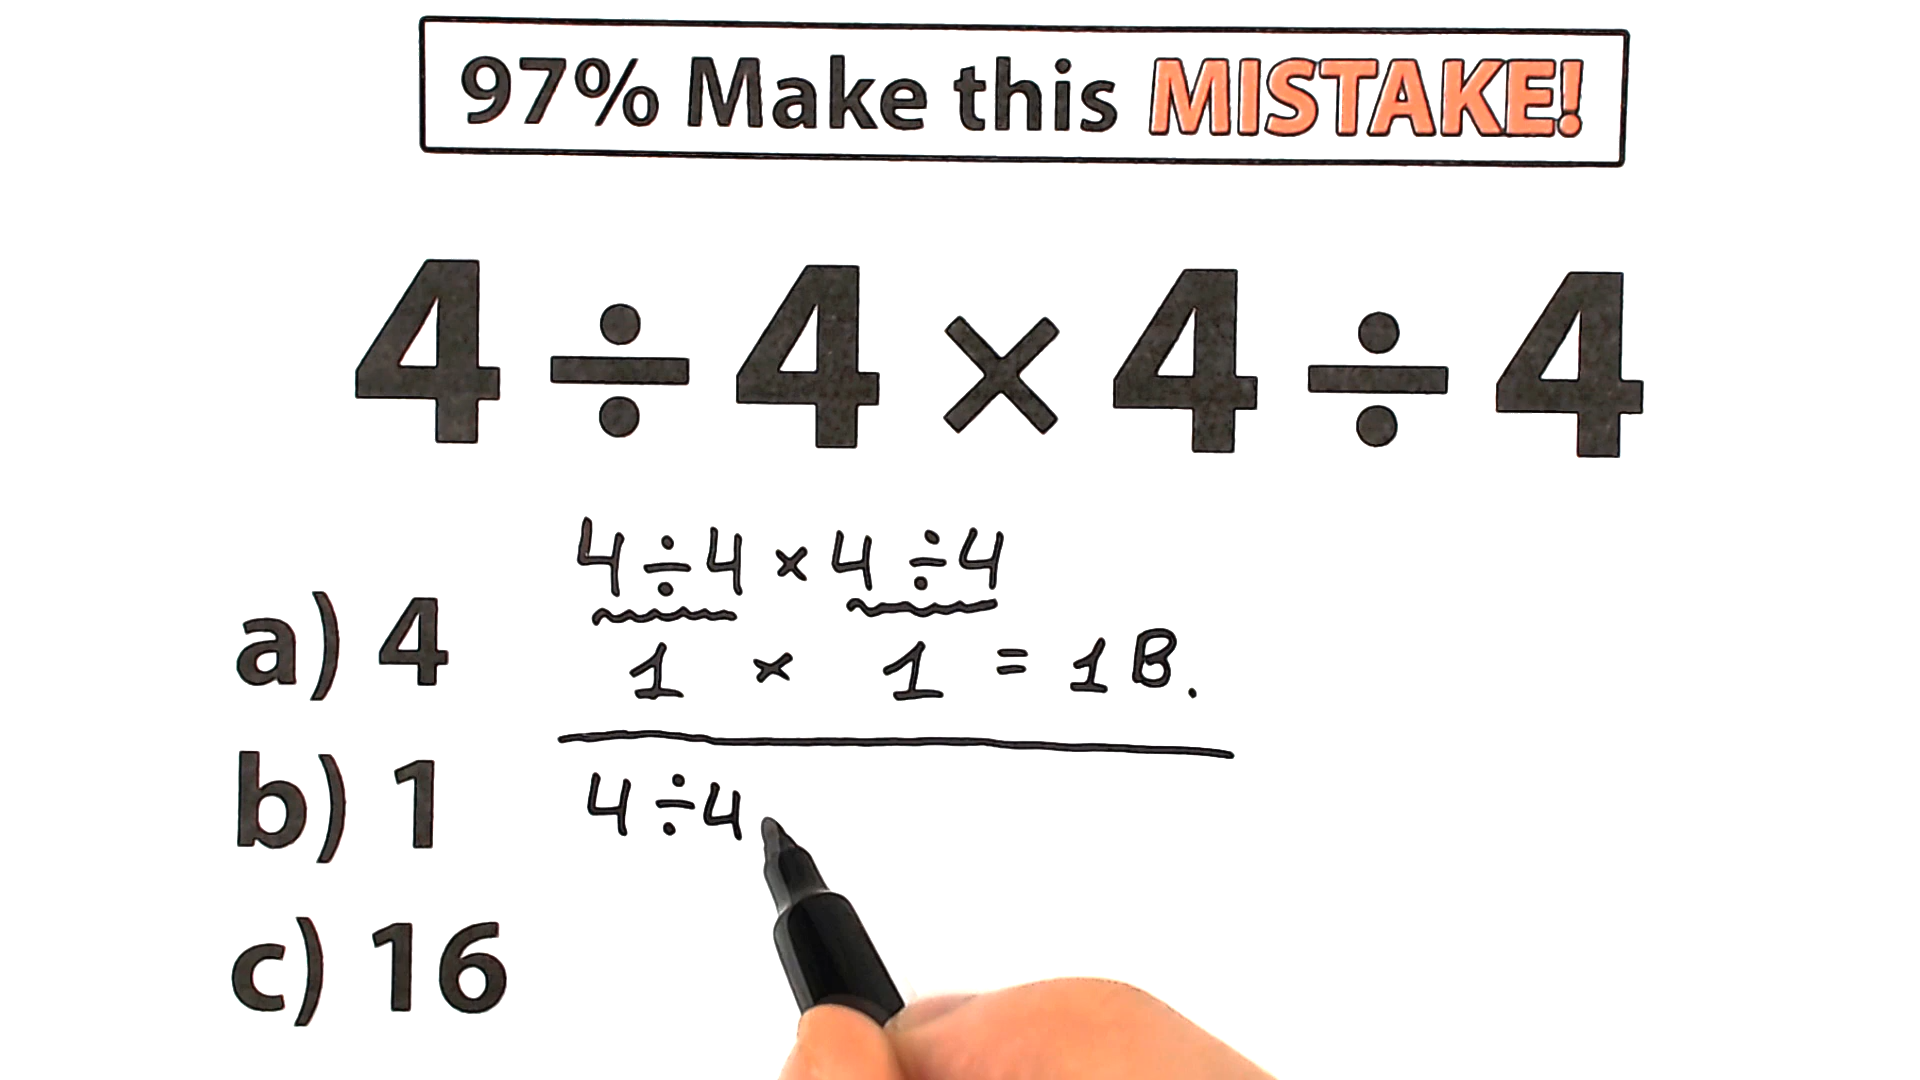 97% Make this MISTAKE!
4÷4×4÷4
4÷4×4÷4
a) 4
1 × 1 = 1 B.
b) 1
4÷4
c) 16